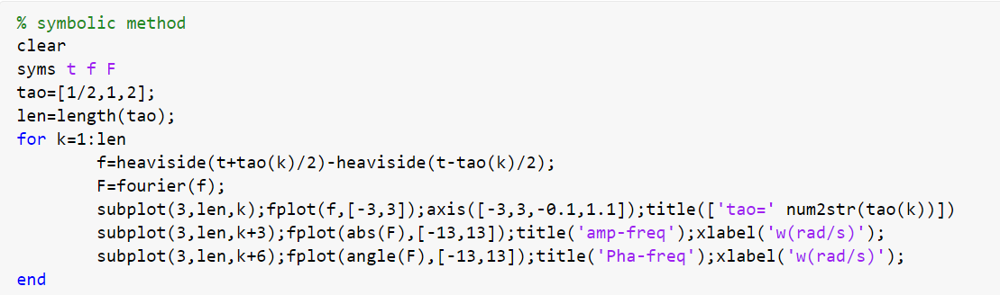 % symbolic method
clear
syms t f F
tao=[1/2,1,2];
len=length(tao);
for k=1:len
        f=heaviside(t+tao(k)/2)-heaviside(t-tao(k)/2);
        F=fourier(f);
        subplot(3,len,k);fplot(f,[-3,3]);axis([-3,3,-0.1,1.1]);title(['tao=' num2str(tao(k))])
        subplot(3,len,k+3);fplot(abs(F),[-13,13]);title('amp-freq');xlabel('w(rad/s)');
        subplot(3,len,k+6);fplot(angle(F),[-13,13]);title('Pha-freq');xlabel('w(rad/s)');
end